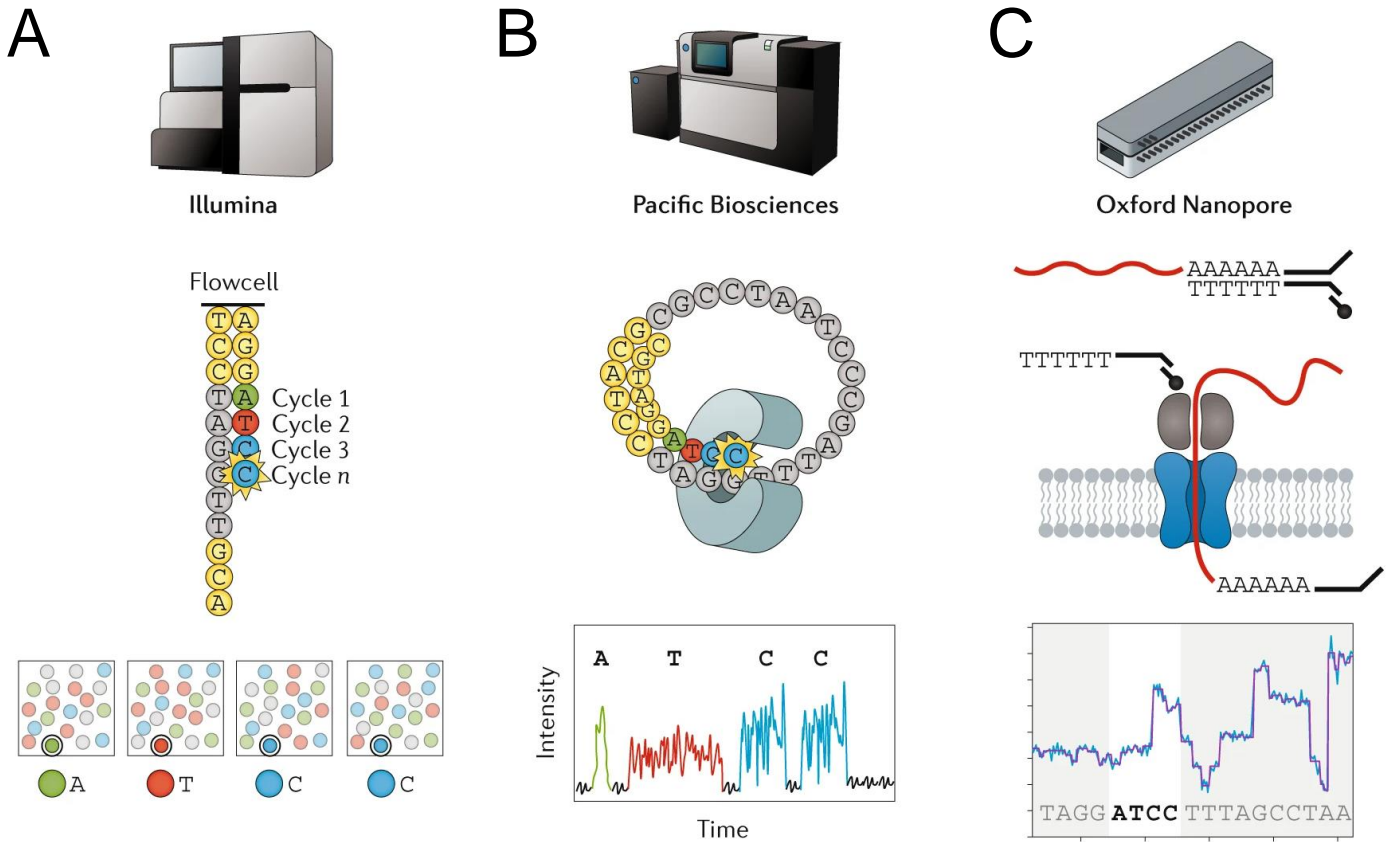 A
B
C
Illumina
Pacific Biosciences
Oxford Nanopore
Flowcell
T A
C G
C G
T A Cycle 1
A T Cycle 2
G C Cycle 3
G C Cycle n
T
T
G
C
A
A
T
C
C
C G C C T A A T C C C G A T T T G G A T
C C T A C G
C G T A G G A T C C
Intensity
A T C C
Time
AAAAAA
TTTTTT
TTTTTT
AAAAAA
TAGG ATCC TTTAGCCTAA